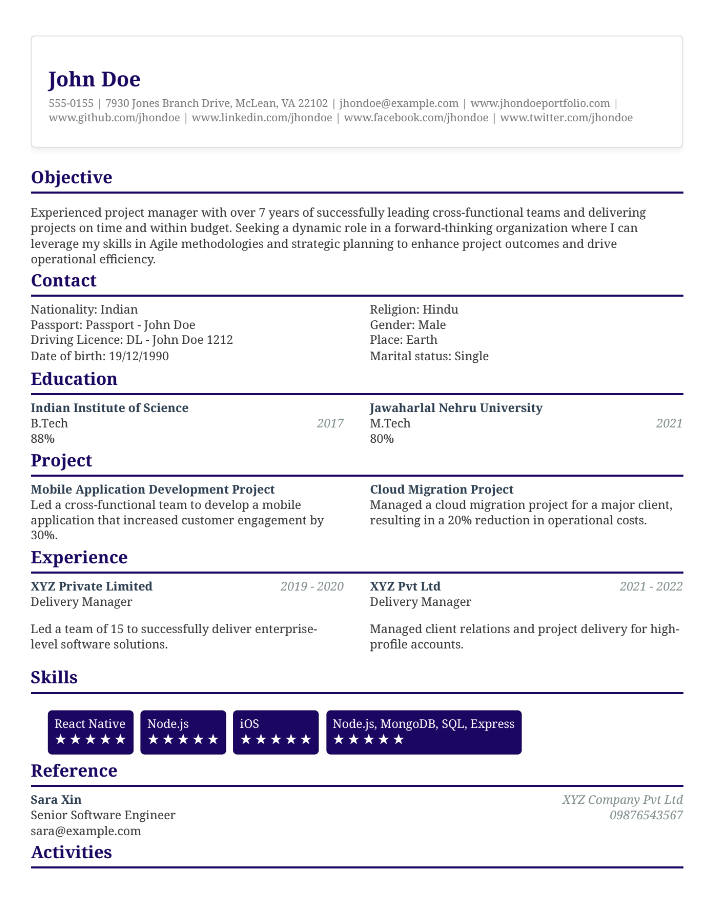 John Doe
555-0155 | 7930 Jones Branch Drive, McLean, VA 22102 | jhondoe@example.com | www.jhondoeportfolio.com |
www.github.com/jhondoe | www.linkedin.com/jhondoe | www.facebook.com/jhondoe | www.twitter.com/jhondoe
Objective
Experienced project manager with over 7 years of successfully leading cross-functional teams and delivering
projects on time and within budget. Seeking a dynamic role in a forward-thinking organization where I can
leverage my skills in Agile methodologies and strategic planning to enhance project outcomes and drive
operational efficiency.
Contact
Nationality: Indian
Passport: Passport - John Doe
Driving Licence: DL - John Doe 1212
Date of birth: 19/12/1990
Religion: Hindu
Gender: Male
Place: Earth
Marital status: Single
Education
Indian Institute of Science
B.Tech 2017
88%
Jawaharlal Nehru University
M.Tech 2021
80%
Project
Mobile Application Development Project
Led a cross-functional team to develop a mobile
application that increased customer engagement by
30%.
Cloud Migration Project
Managed a cloud migration project for a major client,
resulting in a 20% reduction in operational costs.
Experience
XYZ Private Limited 2019 - 2020
Delivery Manager
Led a team of 15 to successfully deliver enterprise-
level software solutions.
XYZ Pvt Ltd 2021 - 2022
Delivery Manager
Managed client relations and project delivery for high-
profile accounts.
Skills
React Native
★ ★ ★ ★ ★
Node.js
★ ★ ★ ★ ★
iOS
★ ★ ★ ★ ★
Node.js, MongoDB, SQL, Express
★ ★ ★ ★ ★
Reference
Sara Xin XYZ Company Pvt Ltd
Senior Software Engineer 09876543567
sara@example.com
Activities